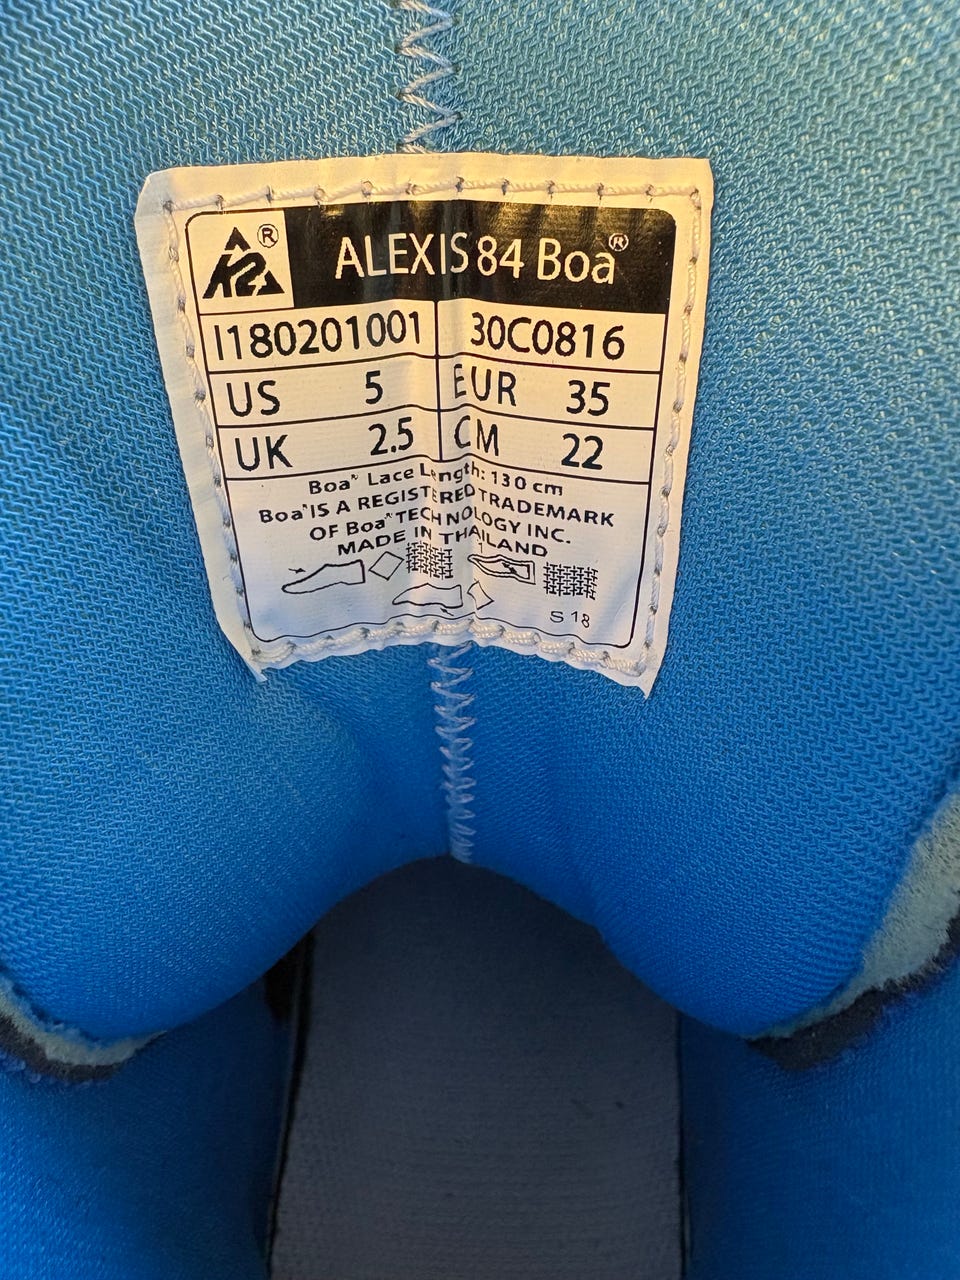 K2®
ALEXIS 84 Boa®
I180201001 30C0816
US 5 EUR 35
UK 2.5 CM 22
Boa® Lace Length: 130 cm
Boa®IS A REGISTERED TRADEMARK
OF Boa® TECHNOLOGY INC.
MADE IN THAILAND
S 18